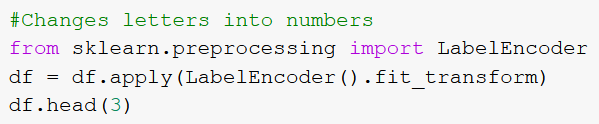 #Changes letters into numbers
from sklearn.preprocessing import LabelEncoder
df = df.apply(LabelEncoder().fit_transform)
df.head(3)